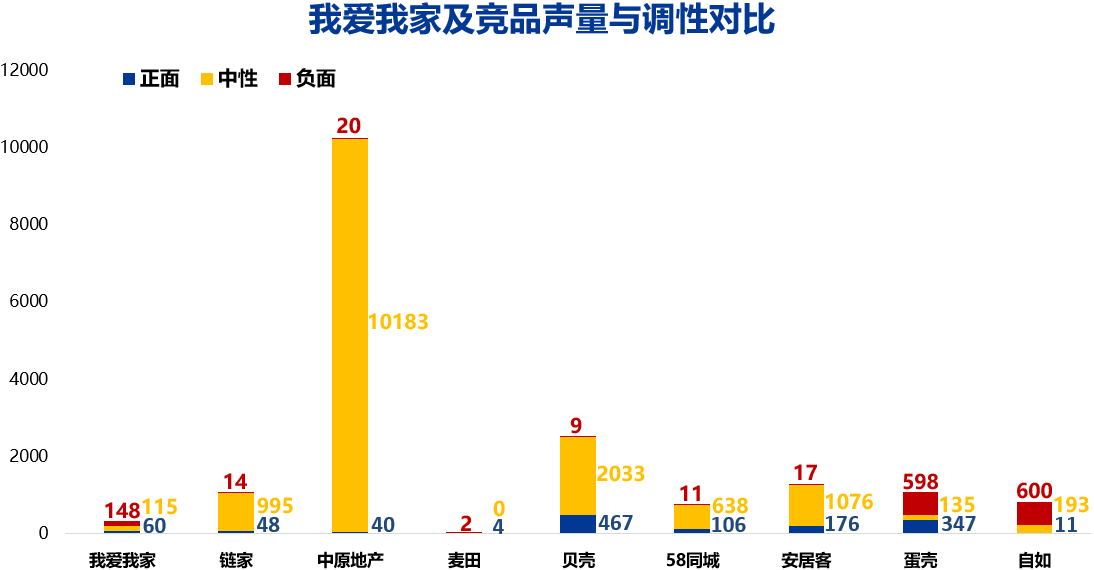 我爱我家及竞品声量与调性对比
12000
正面 中性 负面
10000
8000
6000
4000
2000
0
148 115 60
14 995 48
20 10183 40
2 0 4
9 2033 467
11 638 106
17 1076 176
598 135 347
600 193 11
我爱我家 链家 中原地产 麦田 贝壳 58同城 安居客 蛋壳 自如